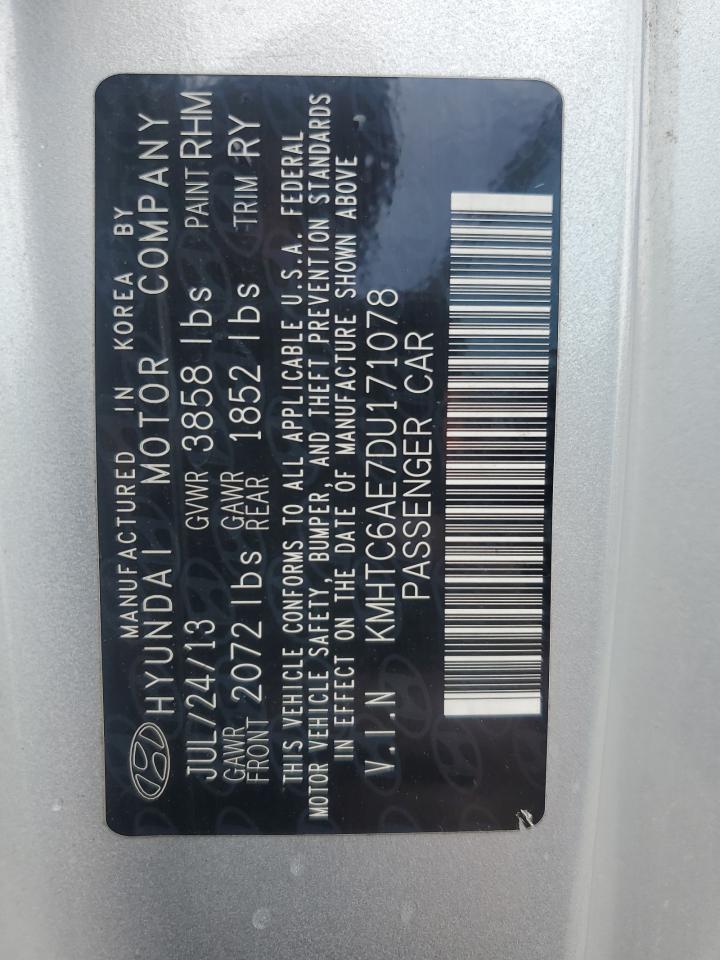 MANUFACTURED IN KOREA BY
HYUNDAI MOTOR COMPANY
JUL/24/13 GVWR 3858 lbs PAINT RHM
GAWR FRONT 2072 lbs GAWR REAR 1852 lbs TRIM RY
THIS VEHICLE CONFORMS TO ALL APPLICABLE U.S.A. FEDERAL
MOTOR VEHICLE SAFETY, BUMPER, AND THEFT PREVENTION STANDARDS
IN EFFECT ON THE DATE OF MANUFACTURE SHOWN ABOVE
V.I.N KMHTC6AE7DU171078
PASSENGER CAR